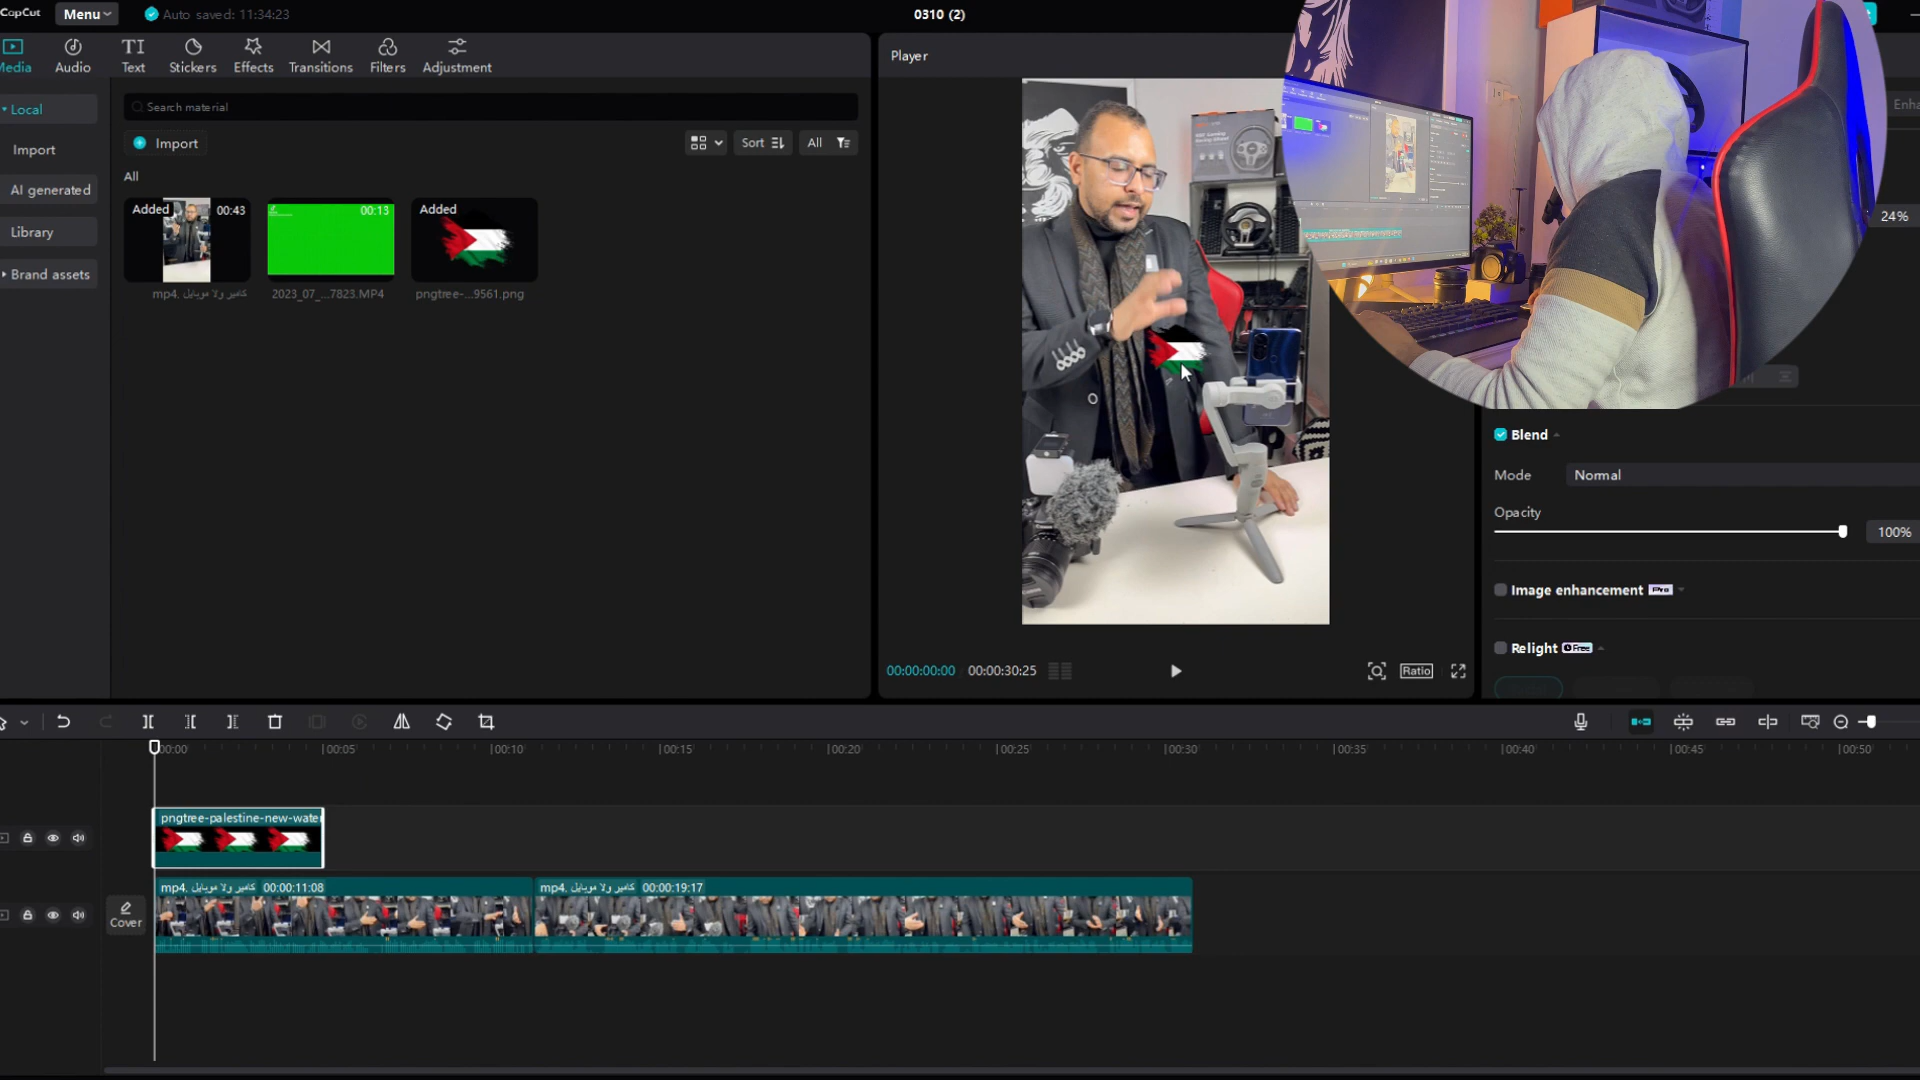 CapCut
Menu
Auto saved: 11:34:23
0310 (2)
Media
Audio
Text
Stickers
Effects
Transitions
Filters
Adjustment
Player
Local
Import
AI generated
Library
Brand assets
Search material
Import
Sort
All
All
Added
00:43
00:13
Added
كامير ولا موبايل .mp4
2023_07_...7823.MP4
pngtree-...9561.png
24%
Blend
Mode
Normal
Opacity
100%
Image enhancement
Pro
Relight
Free
00:00:00:00
00:00:30:25
Ratio
00:00
00:05
00:10
00:15
00:20
00:25
00:30
00:35
00:40
00:45
00:50
pngtree-palestine-new-water
كامير ولا موبايل .mp4
00:00:11:08
كامير ولا موبايل .mp4
00:00:19:17
Cover